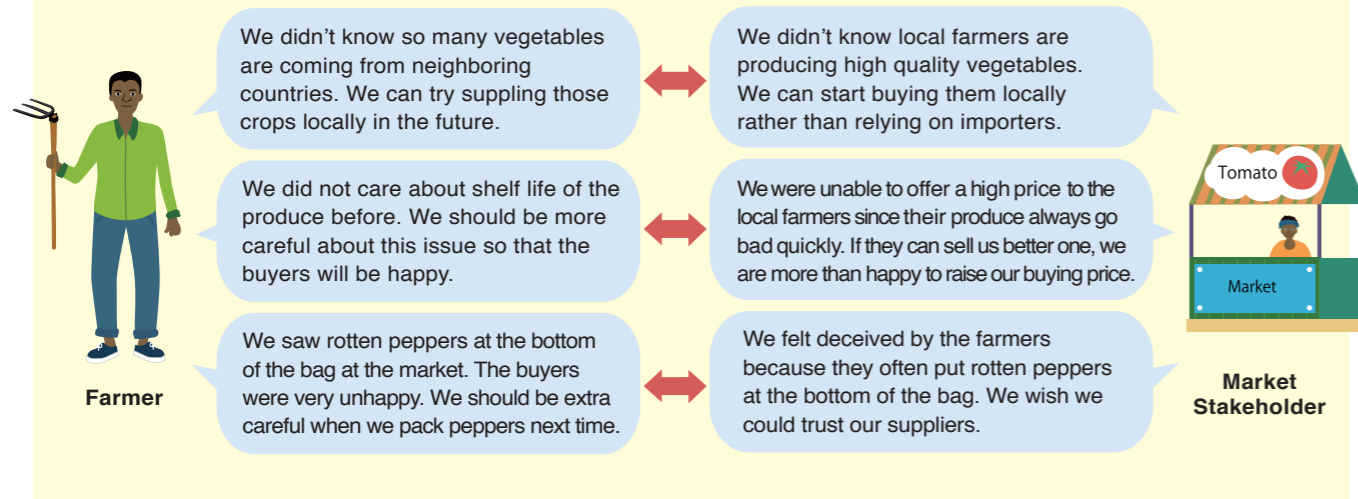 We didn't know so many vegetables
are coming from neighboring
countries. We can try suppling those
crops locally in the future.
We didn't know local farmers are
producing high quality vegetables.
We can start buying them locally
rather than relying on importers.
We did not care about shelf life of the
produce before. We should be more
careful about this issue so that the
buyers will be happy.
We were unable to offer a high price to the
local farmers since their produce always go
bad quickly. If they can sell us better one, we
are more than happy to raise our buying price.
Tomato
Market
We saw rotten peppers at the bottom
of the bag at the market. The buyers
were very unhappy. We should be extra
careful when we pack peppers next time.
We felt deceived by the farmers
because they often put rotten peppers
at the bottom of the bag. We wish we
could trust our suppliers.
Farmer
Market
Stakeholder